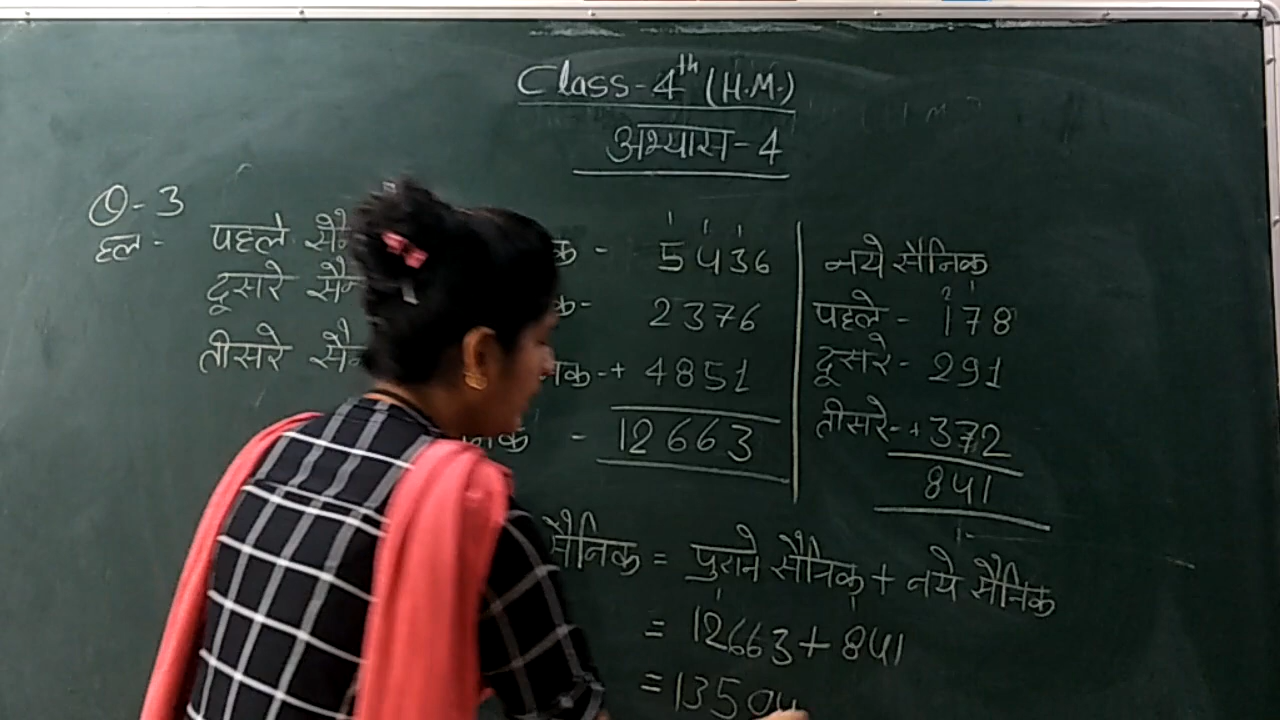 Class-4th (H.M.)
अभ्यास-4
Q-3
हल - पहले - 5436
दूसरे - 2376
तीसरे -+ 4851
- 12663
नये सैनिक
पहले - 178
दूसरे - 291
तीसरे - +372
841
सैनिक = पुराने सैनिक + नये सैनिक
= 12663+841
=13504